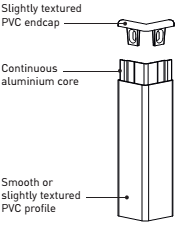 Slightly textured
PVC endcap
Continuous
aluminium core
Smooth or
slightly textured
PVC profile